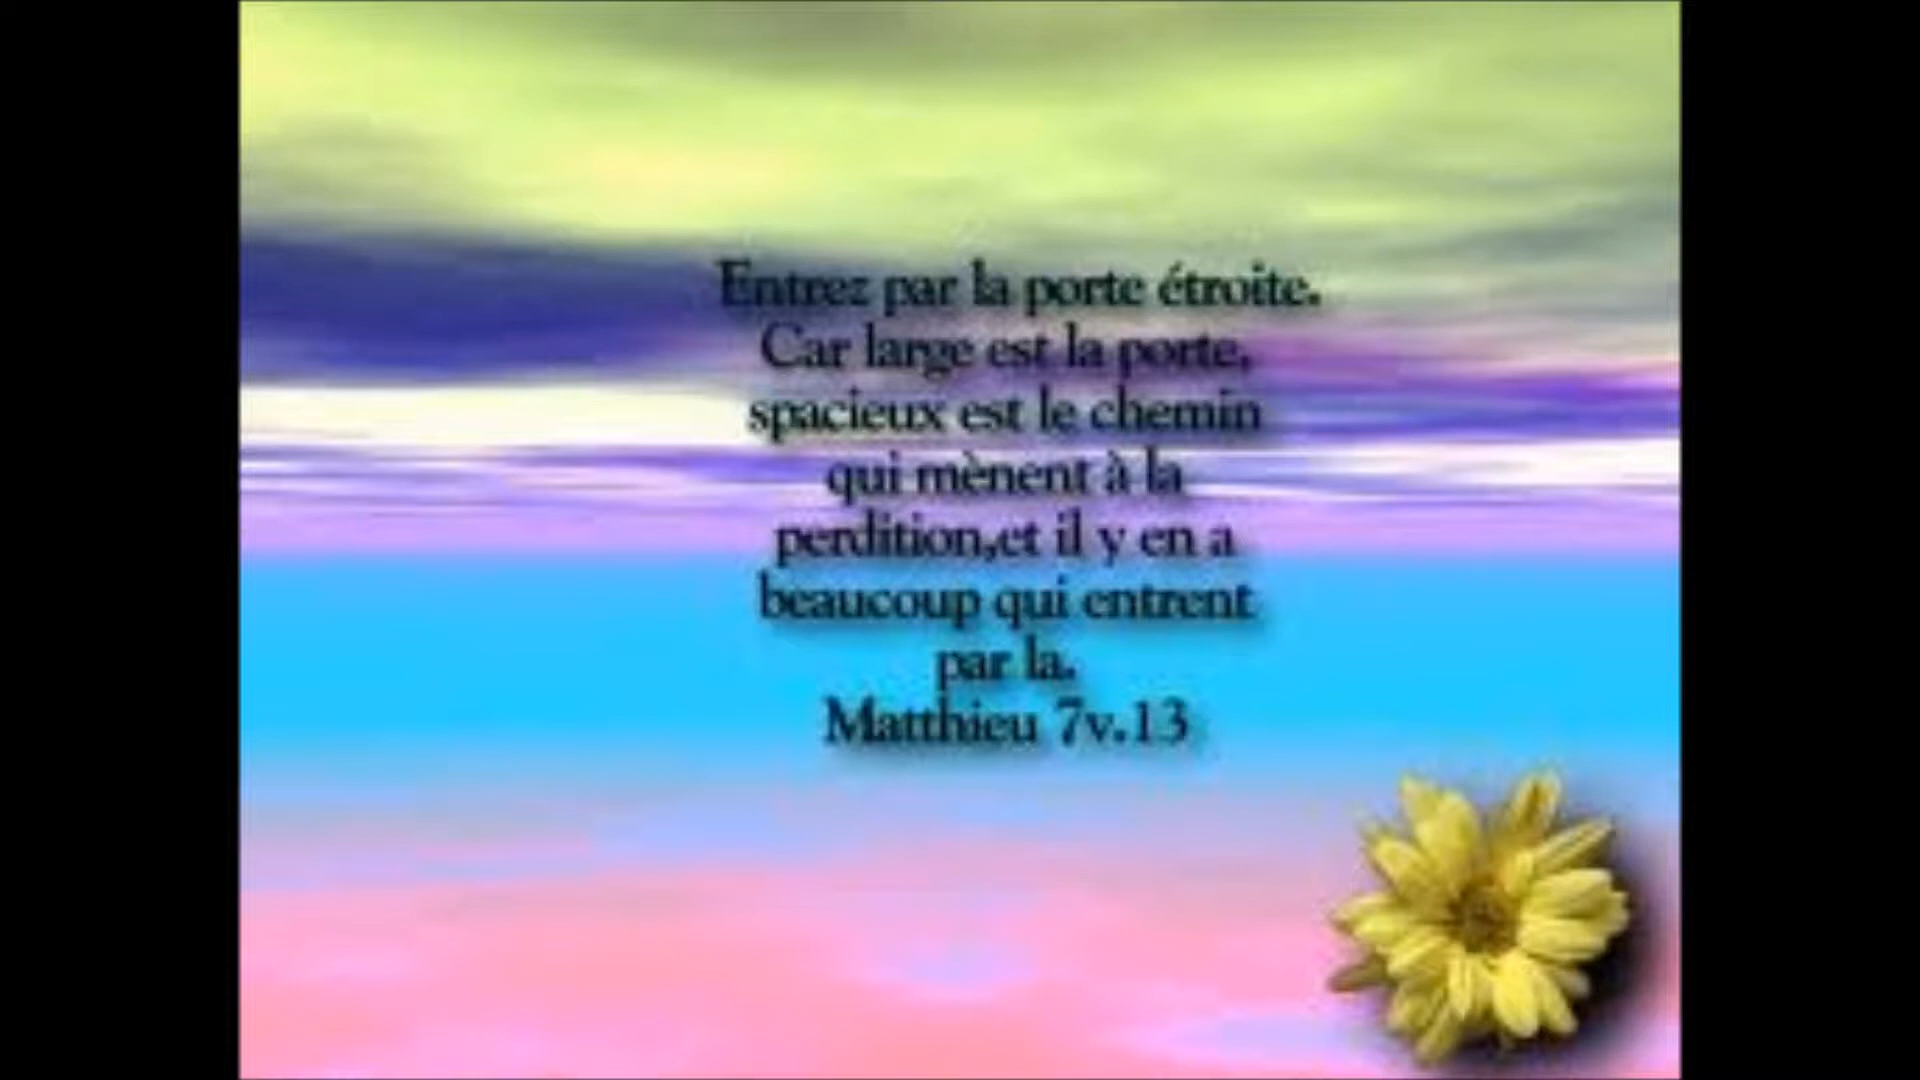 Entrez par la porte étroite.
Car large est la porte,
spacieux est le chemin
qui mènent à la
perdition,et il y en a
beaucoup qui entrent
par la.
Matthieu 7v.13